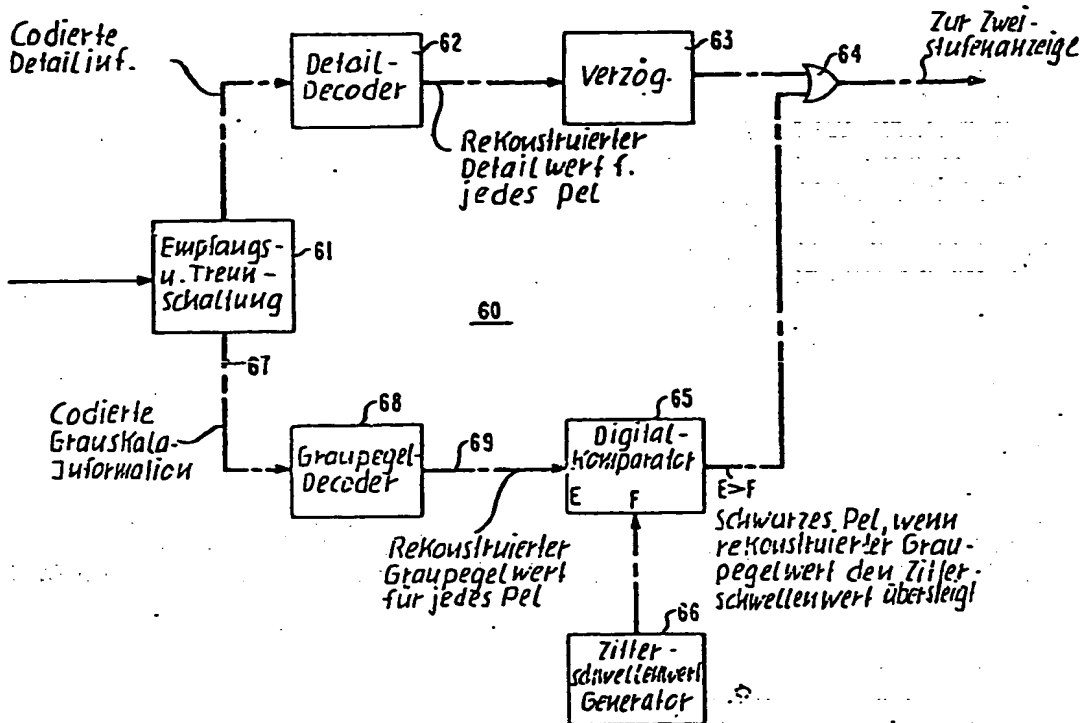 Codierte
Detailinf.
Detail-
Decoder
62
Verzög.
63
64
Zur Zwei-
stufenanzeige
Rekonstruierter
Detailwert f.
jedes Pel
Empfangs-
u. Trenn-
schaltung
61
60
67
Codierte
Grauskala-
Information
Graupegel-
Decoder
68
69
Rekonstruierter
Graupegelwert
für jedes Pel
Digital-
Komparator
65
E
F
E>F
Schwarzes Pel, wenn
rekonstruierter Grau-
pegelwert den Zitter-
schwellenwert übersteigt
Zitter-
schwellenwert
Generator
66